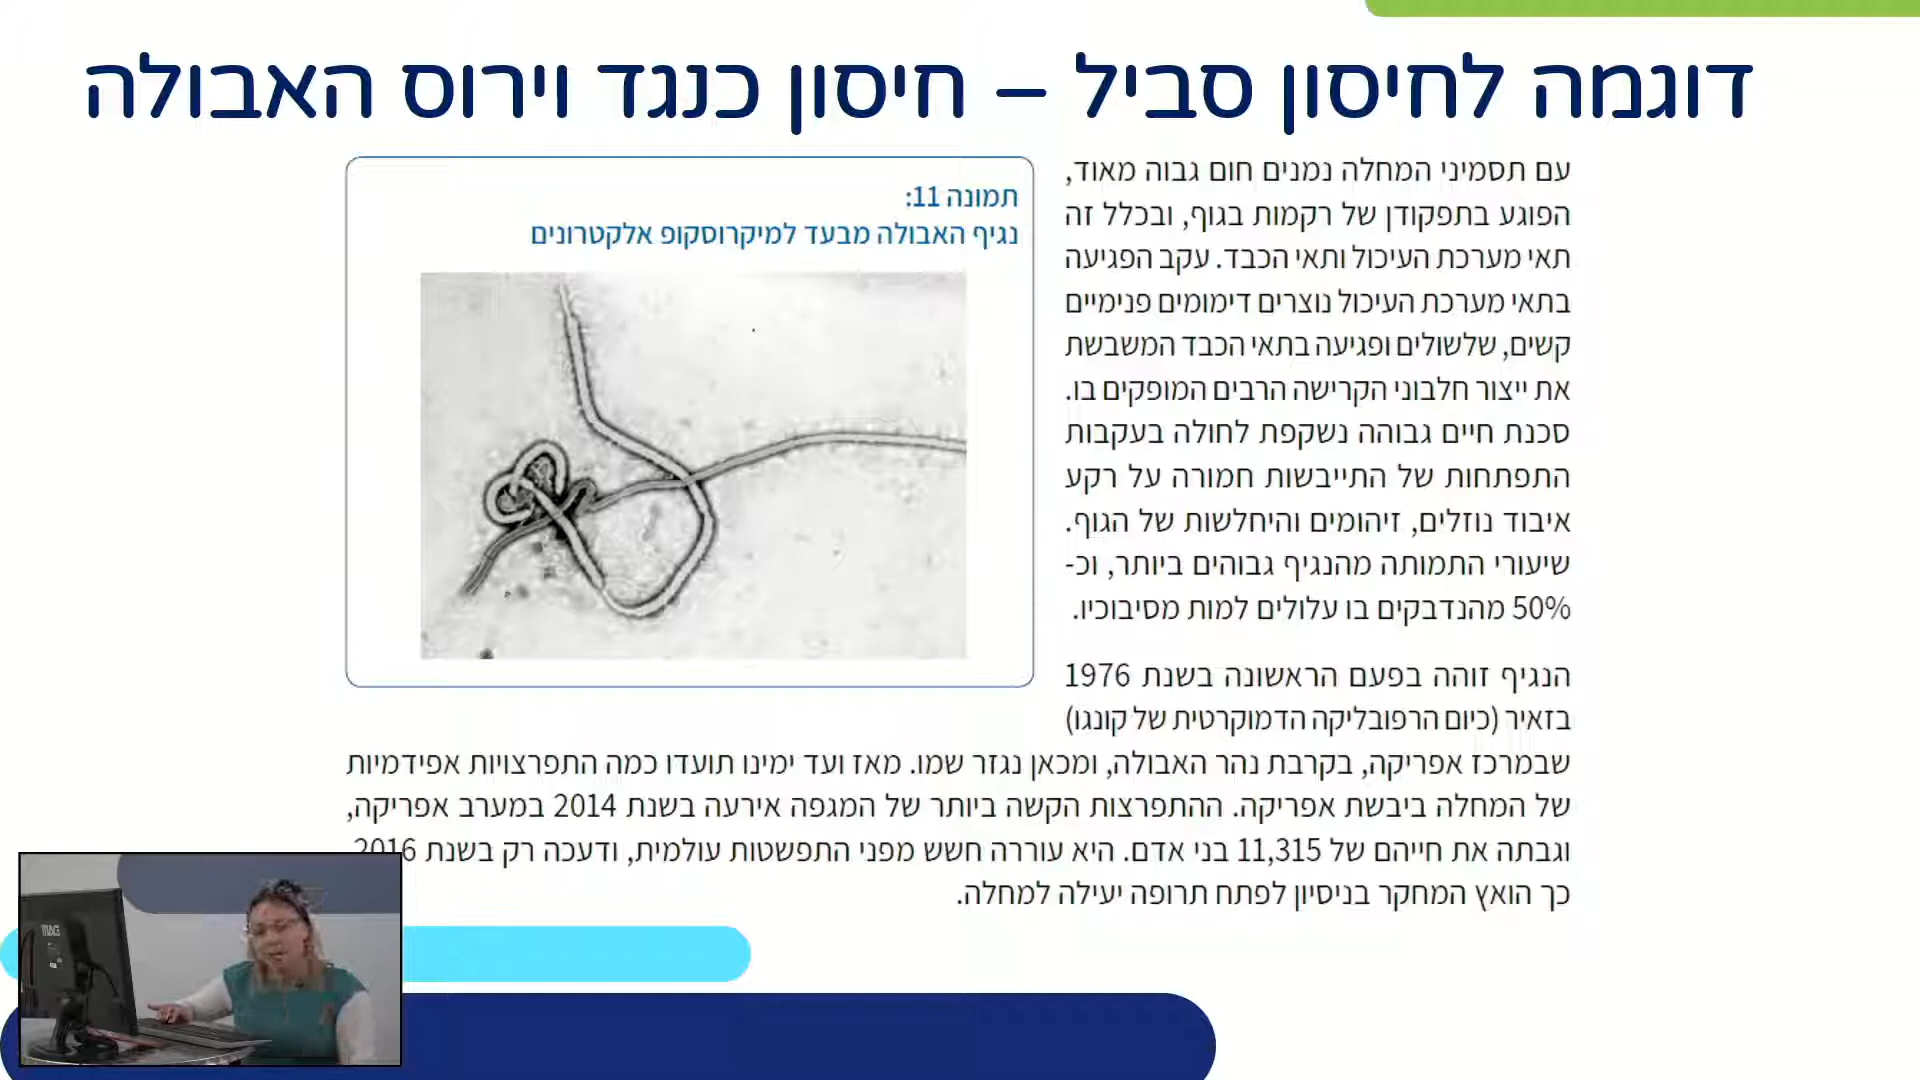 דוגמה לחיסון סביל – חיסון כנגד וירוס האבולה
עם תסמיני המחלה נמנים חום גבוה מאוד,
הפוגע בתפקודן של רקמות בגוף, ובכלל זה
תאי מערכת העיכול ותאי הכבד. עקב הפגיעה
בתאי מערכת העיכול נוצרים דימומים פנימיים
קשים, שלשולים ופגיעה בתאי הכבד המשבשת
את ייצור חלבוני הקרישה הרבים המופקים בו.
סכנת חיים גבוהה נשקפת לחולה בעקבות
התפתחות של התייבשות חמורה על רקע
איבוד נוזלים, זיהומים והיחלשות של הגוף.
שיעורי התמותה מהנגיף גבוהים ביותר, וכ-
50% מהנדבקים בו עלולים למות מסיבוכיו.
תמונה 11:
נגיף האבולה מבעד למיקרוסקופ אלקטרונים
הנגיף זוהה בפעם הראשונה בשנת 1976
בזאיר (כיום הרפובליקה הדמוקרטית של קונגו)
שבמרכז אפריקה, בקרבת נהר האבולה, ומכאן נגזר שמו. מאז ועד ימינו תועדו כמה התפרצויות אפידמיות
של המחלה ביבשת אפריקה. ההתפרצות הקשה ביותר של המגפה אירעה בשנת 2014 במערב אפריקה,
וגבתה את חייהם של 11,315 בני אדם. היא עוררה חשש מפני התפשטות עולמית, ודעכה רק בשנת 2016
כך הואץ המחקר בניסיון לפתח תרופה יעילה למחלה.